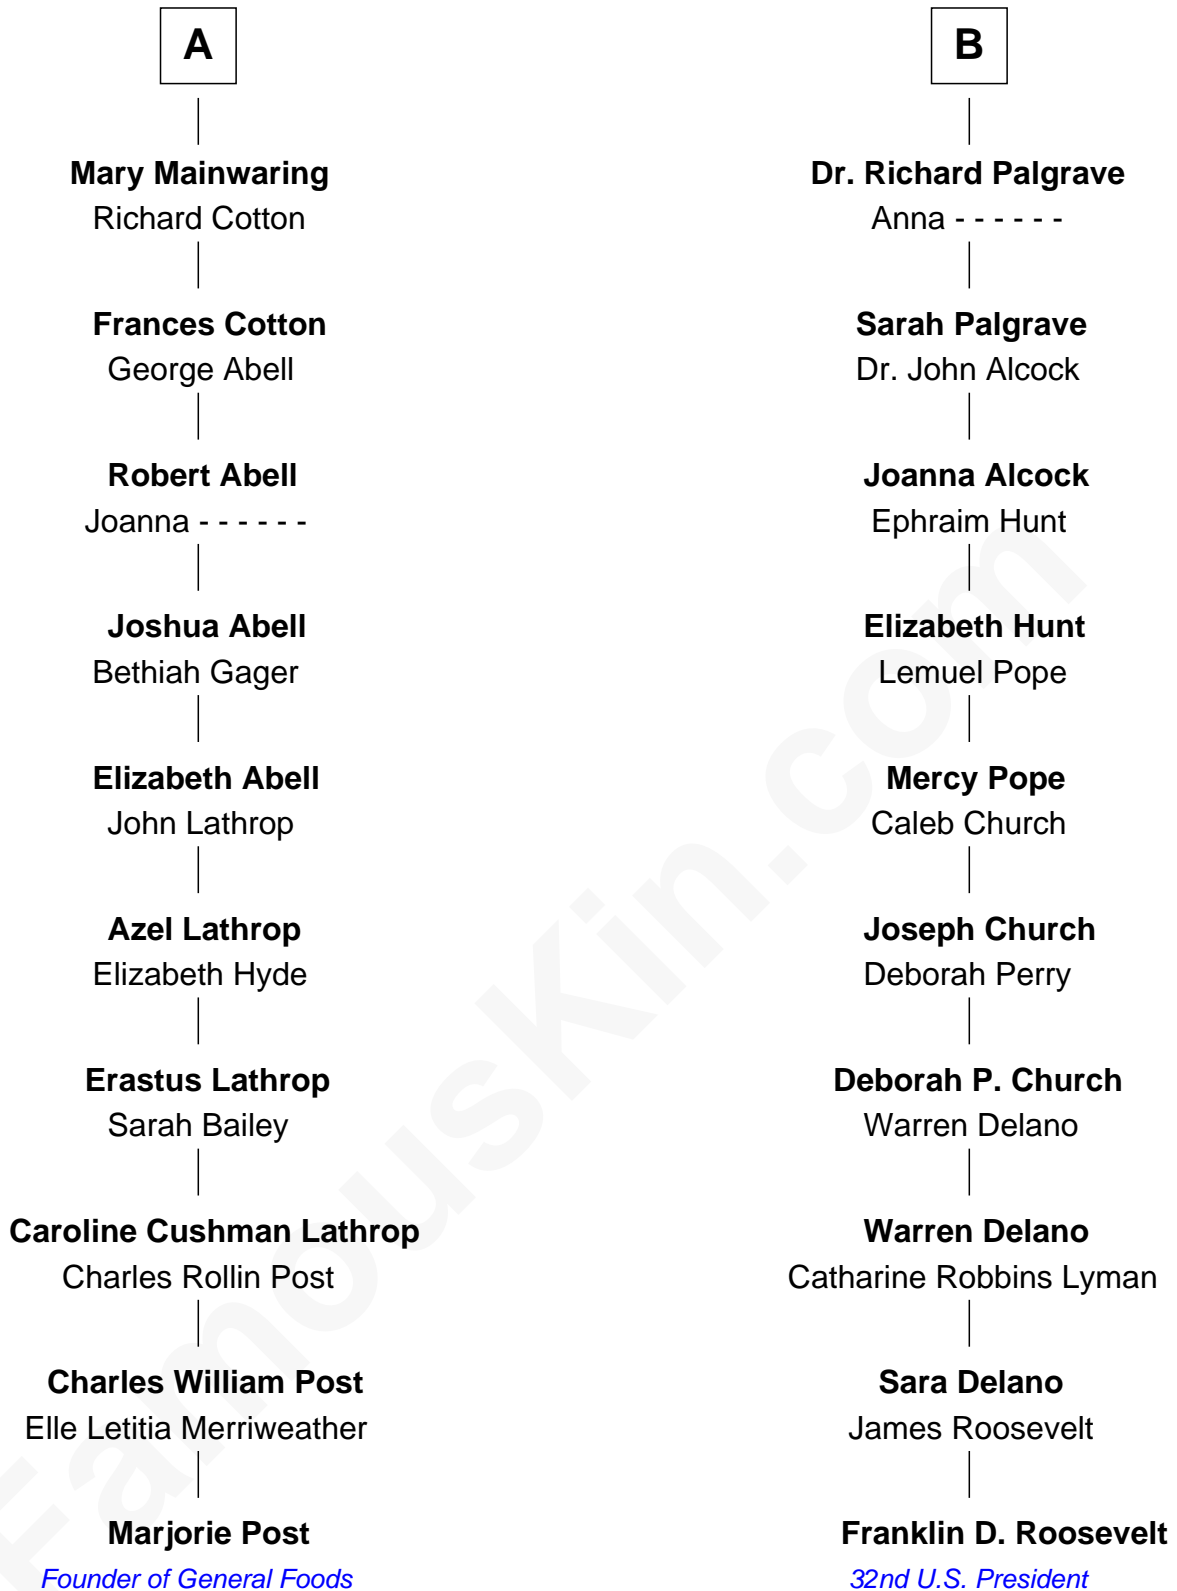 A
Mary Mainwaring
Richard Cotton
Frances Cotton
George Abell
Robert Abell
Joanna - - - - - -
Joshua Abell
Bethiah Gager
Elizabeth Abell
John Lathrop
Azel Lathrop
Elizabeth Hyde
Erastus Lathrop
Sarah Bailey
Caroline Cushman Lathrop
Charles Rollin Post
Charles William Post
Elle Letitia Merriweather
Marjorie Post
Founder of General Foods
B
Dr. Richard Palgrave
Anna - - - - - -
Sarah Palgrave
Dr. John Alcock
Joanna Alcock
Ephraim Hunt
Elizabeth Hunt
Lemuel Pope
Mercy Pope
Caleb Church
Joseph Church
Deborah Perry
Deborah P. Church
Warren Delano
Warren Delano
Catharine Robbins Lyman
Sara Delano
James Roosevelt
Franklin D. Roosevelt
32nd U.S. President
FamousKin.com